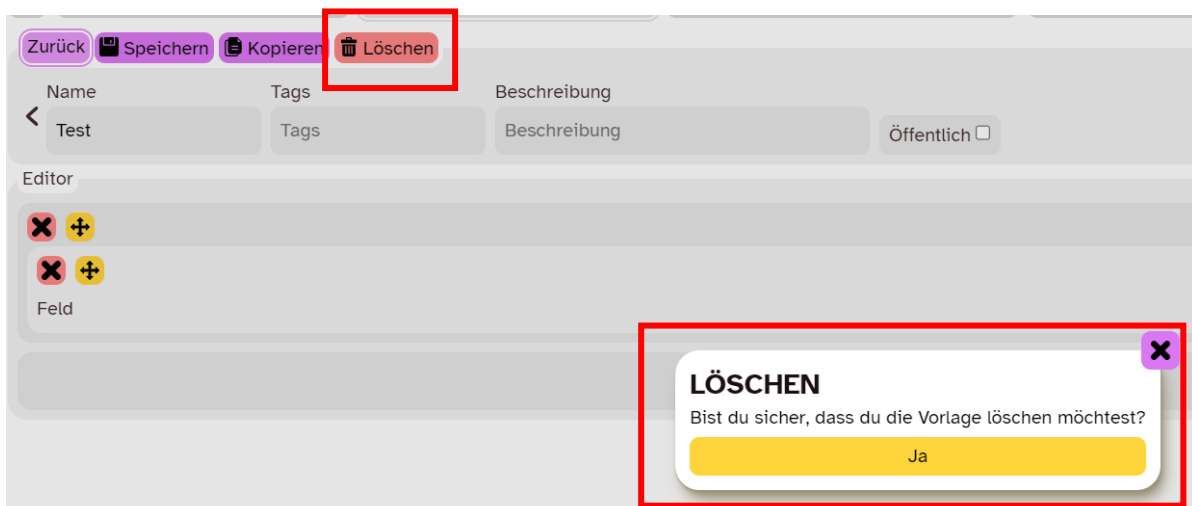 Zurück Speichern Kopieren Löschen
Name Tags Beschreibung
Test Tags Beschreibung Öffentlich
Editor
Feld
LÖSCHEN
Bist du sicher, dass du die Vorlage löschen möchtest?
Ja